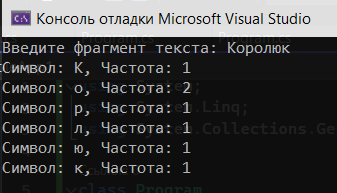 Консоль отладки Microsoft Visual Studio
Введите фрагмент текста: Королюк
Символ: К, Частота: 1
Символ: о, Частота: 1
Символ: р, Частота: 1
Символ: л, Частота: 1
Символ: ю, Частота: 1
Символ: к, Частота: 1